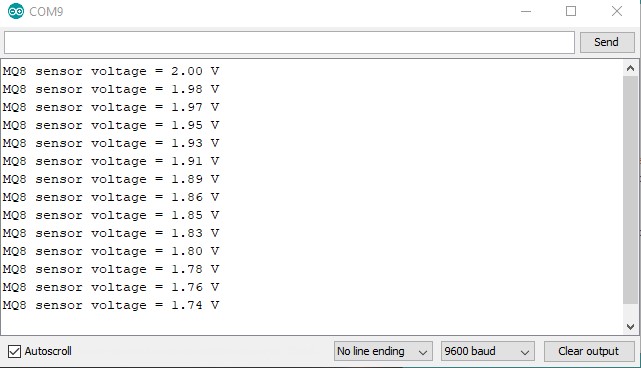 COM9
Send
MQ8 sensor voltage = 2.00 V
MQ8 sensor voltage = 1.98 V
MQ8 sensor voltage = 1.97 V
MQ8 sensor voltage = 1.95 V
MQ8 sensor voltage = 1.93 V
MQ8 sensor voltage = 1.91 V
MQ8 sensor voltage = 1.89 V
MQ8 sensor voltage = 1.86 V
MQ8 sensor voltage = 1.85 V
MQ8 sensor voltage = 1.83 V
MQ8 sensor voltage = 1.80 V
MQ8 sensor voltage = 1.78 V
MQ8 sensor voltage = 1.76 V
MQ8 sensor voltage = 1.74 V
Autoscroll No line ending 9600 baud Clear output